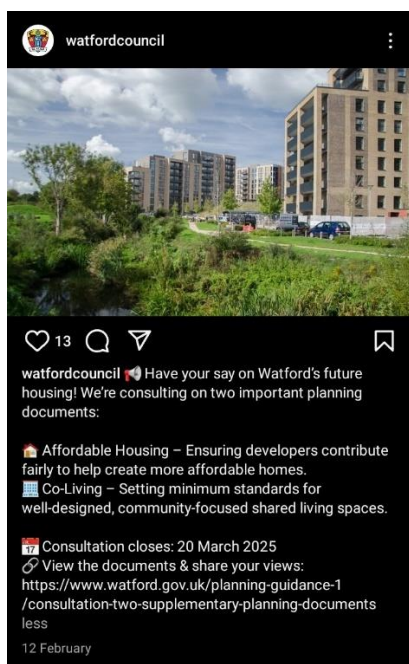 watfordcouncil
13
watfordcouncil 📢 Have your say on Watford's future
housing! We're consulting on two important planning
documents:
🏠 Affordable Housing – Ensuring developers contribute
fairly to help create more affordable homes.
🏢 Co-Living – Setting minimum standards for
well-designed, community-focused shared living spaces.
📅 Consultation closes: 20 March 2025
🔗 View the documents & share your views:
https://www.watford.gov.uk/planning-guidance-1
/consultation-two-supplementary-planning-documents
less
12 February